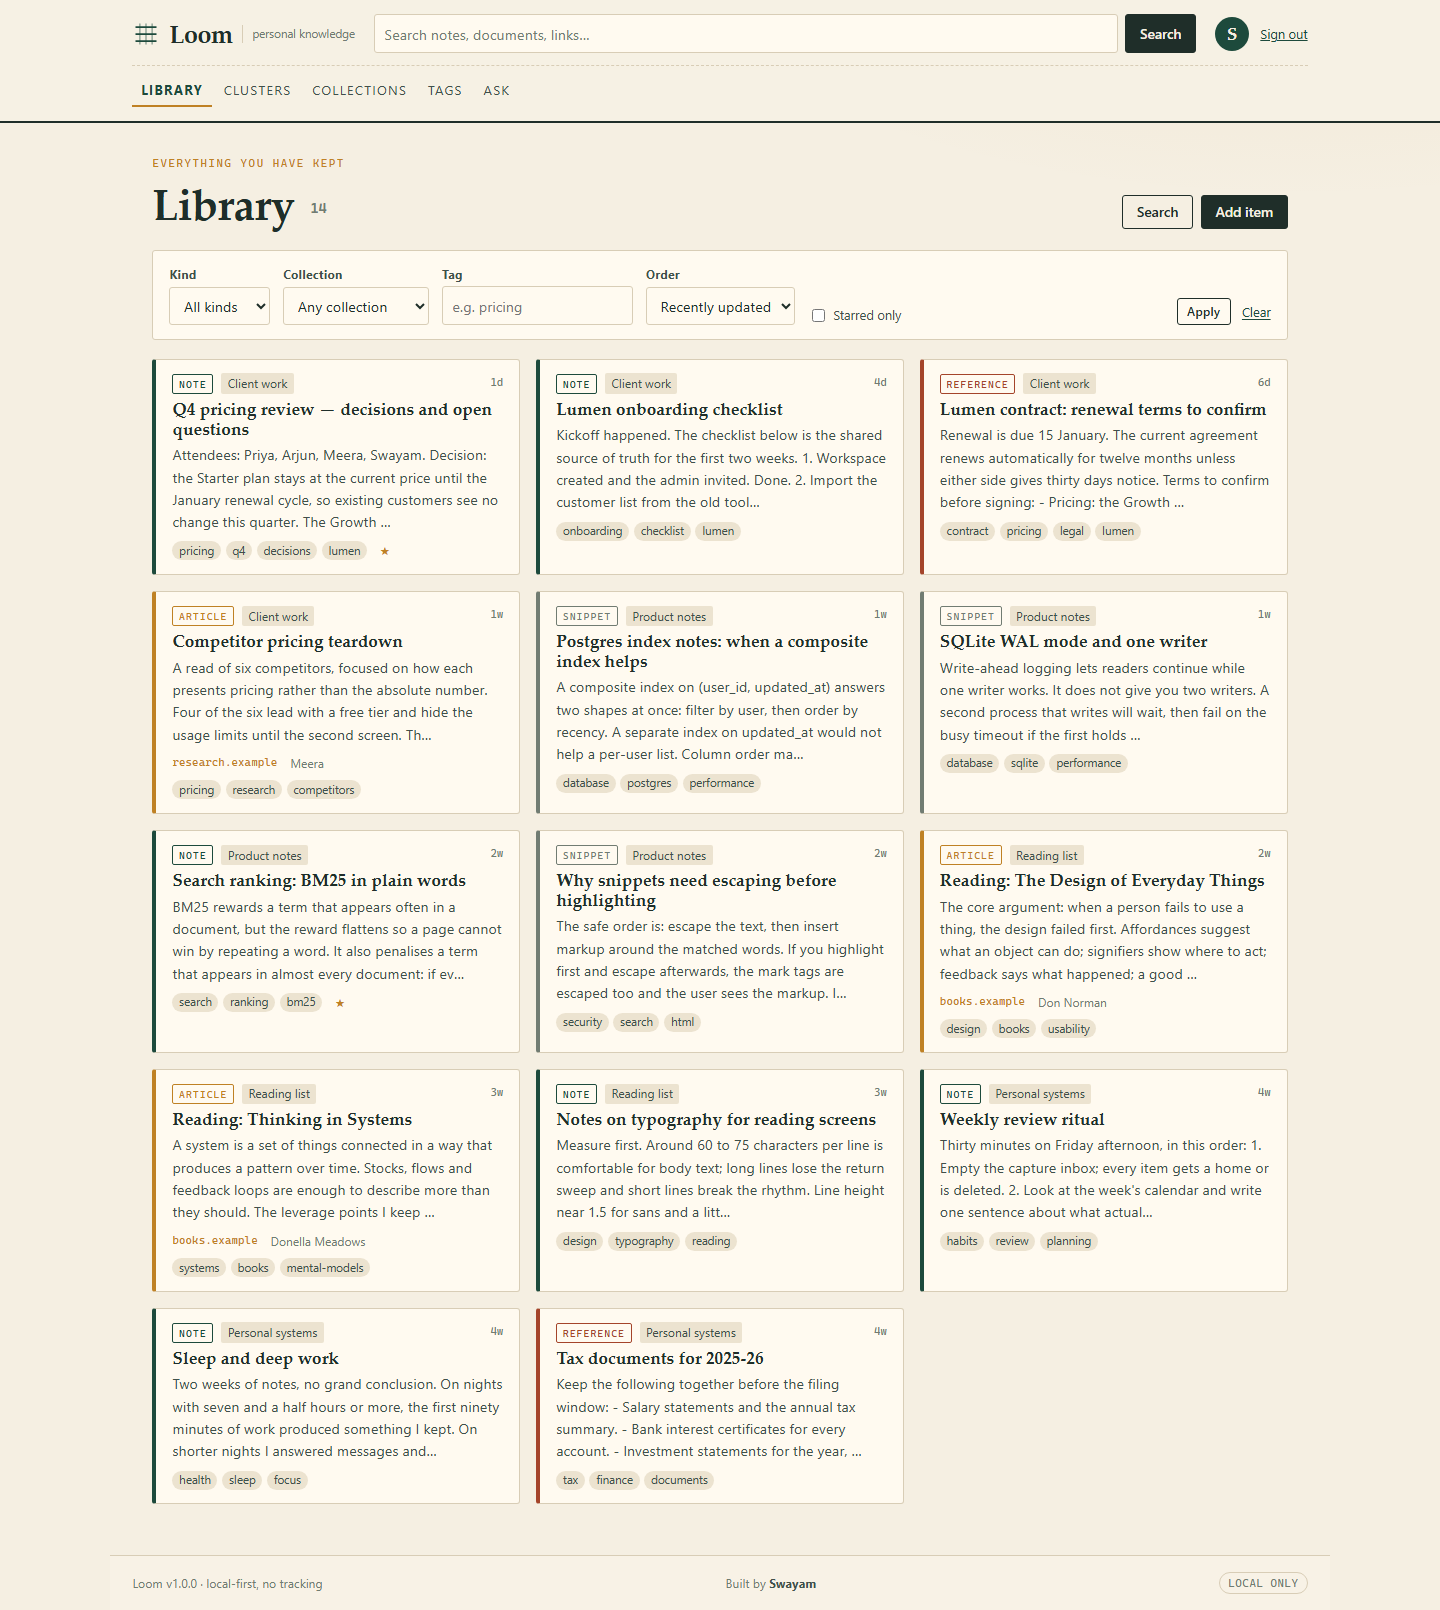 Loom
personal knowledge
Search notes, documents, links...
Search
S
Sign out
LIBRARY
CLUSTERS
COLLECTIONS
TAGS
ASK
EVERYTHING YOU HAVE KEPT
Library 14
Search
Add item
Kind
Collection
Tag
Order
All kinds
Any collection
e.g. pricing
Recently updated
Starred only
Apply
Clear
NOTE
Client work
1d
Q4 pricing review — decisions and open
questions
Attendees: Priya, Arjun, Meera, Swayam. Decision:
the Starter plan stays at the current price until the
January renewal cycle, so existing customers see no
change this quarter. The Growth ...
pricing
q4
decisions
lumen
★
NOTE
Client work
4d
Lumen onboarding checklist
Kickoff happened. The checklist below is the shared
source of truth for the first two weeks. 1. Workspace
created and the admin invited. Done. 2. Import the
customer list from the old tool...
onboarding
checklist
lumen
REFERENCE
Client work
6d
Lumen contract: renewal terms to confirm
Renewal is due 15 January. The current agreement
renews automatically for twelve months unless
either side gives thirty days notice. Terms to confirm
before signing: - Pricing: the Growth ...
contract
pricing
legal
lumen
ARTICLE
Client work
1w
Competitor pricing teardown
A read of six competitors, focused on how each
presents pricing rather than the absolute number.
Four of the six lead with a free tier and hide the
usage limits until the second screen. Th...
research.example
Meera
pricing
research
competitors
SNIPPET
Product notes
1w
Postgres index notes: when a composite
index helps
A composite index on (user_id, updated_at) answers
two shapes at once: filter by user, then order by
recency. A separate index on updated_at would not
help a per-user list. Column order ma...
database
postgres
performance
SNIPPET
Product notes
1w
SQLite WAL mode and one writer
Write-ahead logging lets readers continue while
one writer works. It does not give you two writers. A
second process that writes will wait, then fail on the
busy timeout if the first holds ...
database
sqlite
performance
NOTE
Product notes
2w
Search ranking: BM25 in plain words
BM25 rewards a term that appears often in a
document, but the reward flattens so a page cannot
win by repeating a word. It also penalises a term
that appears in almost every document: if ev...
search
ranking
bm25
★
SNIPPET
Product notes
2w
Why snippets need escaping before
highlighting
The safe order is: escape the text, then insert
markup around the matched words. If you highlight
first and escape afterwards, the mark tags are
escaped too and the user sees the markup. I...
security
search
html
ARTICLE
Reading list
2w
Reading: The Design of Everyday Things
The core argument: when a person fails to use a
thing, the design failed first. Affordances suggest
what an object can do; signifiers show where to act;
feedback says what happened; a good ...
books.example
Don Norman
design
books
usability
ARTICLE
Reading list
3w
Reading: Thinking in Systems
A system is a set of things connected in a way that
produces a pattern over time. Stocks, flows and
feedback loops are enough to describe more than
they should. The leverage points I keep ...
books.example
Donella Meadows
systems
books
mental-models
NOTE
Reading list
3w
Notes on typography for reading screens
Measure first. Around 60 to 75 characters per line is
comfortable for body text; long lines lose the return
sweep and short lines break the rhythm. Line height
near 1.5 for sans and a litt...
design
typography
reading
NOTE
Personal systems
4w
Weekly review ritual
Thirty minutes on Friday afternoon, in this order: 1.
Empty the capture inbox; every item gets a home or
is deleted. 2. Look at the week's calendar and write
one sentence about what actual...
habits
review
planning
NOTE
Personal systems
4w
Sleep and deep work
Two weeks of notes, no grand conclusion. On nights
with seven and a half hours or more, the first ninety
minutes of work produced something I kept. On
shorter nights I answered messages and...
health
sleep
focus
REFERENCE
Personal systems
4w
Tax documents for 2025-26
Keep the following together before the filing
window: - Salary statements and the annual tax
summary. - Bank interest certificates for every
account. - Investment statements for the year, ...
tax
finance
documents
Loom v1.0.0 · local-first, no tracking
Built by Swayam
LOCAL ONLY